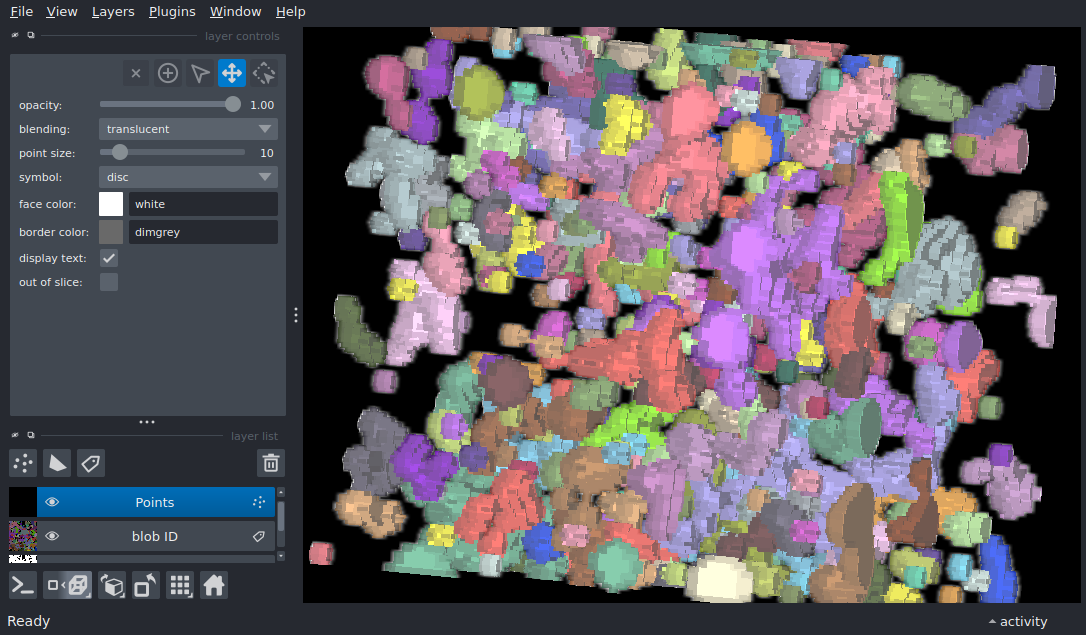 File View Layers Plugins Window Help
layer controls
opacity: 1.00
blending: translucent
point size: 10
symbol: disc
face color: white
border color: dimgrey
display text:
out of slice:
layer list
Points
blob ID
Ready
activity